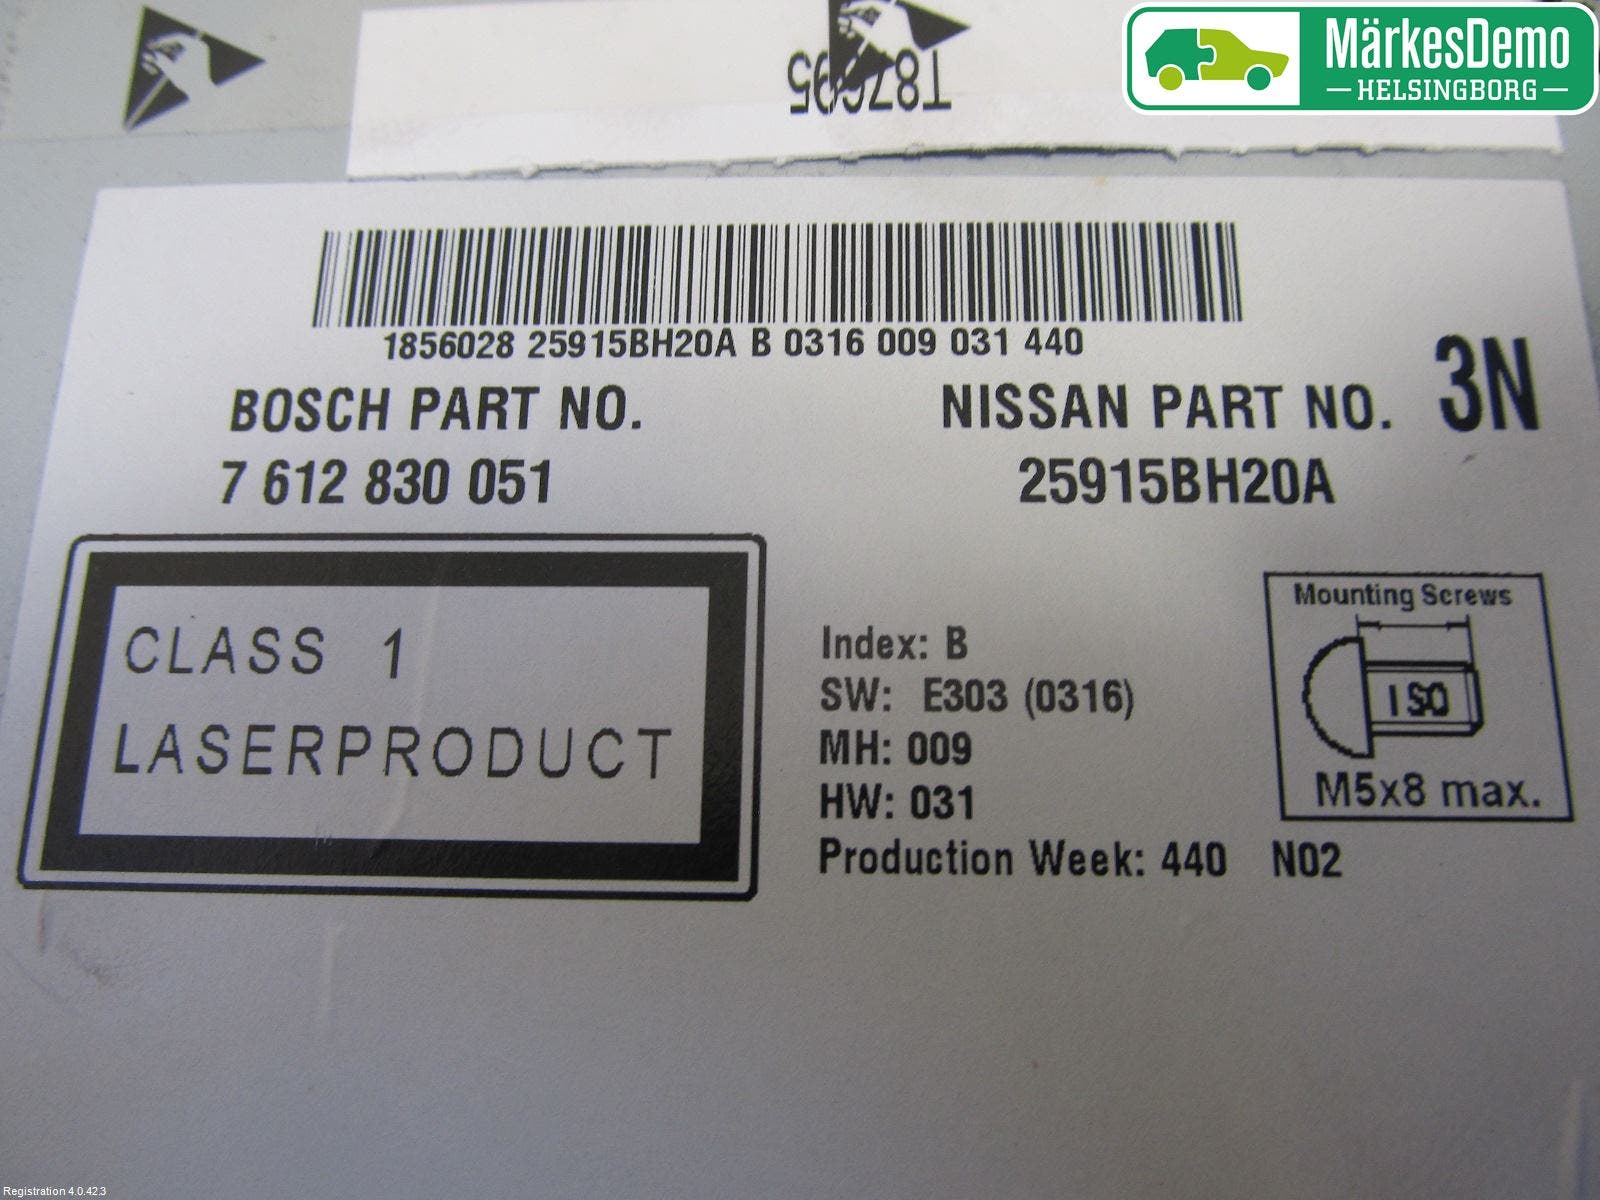 MärkesDemo
HELSINGBORG
1856028 25915BH20A B 0316 009 031 440
BOSCH PART NO.
7 612 830 051
NISSAN PART NO.
25915BH20A
3N
CLASS 1
LASERPRODUCT
Index: B
SW: E303 (0316)
MH: 009
HW: 031
Production Week: 440 N02
Mounting Screws
ISO
M5x8 max.
Registration 4.0.42.3